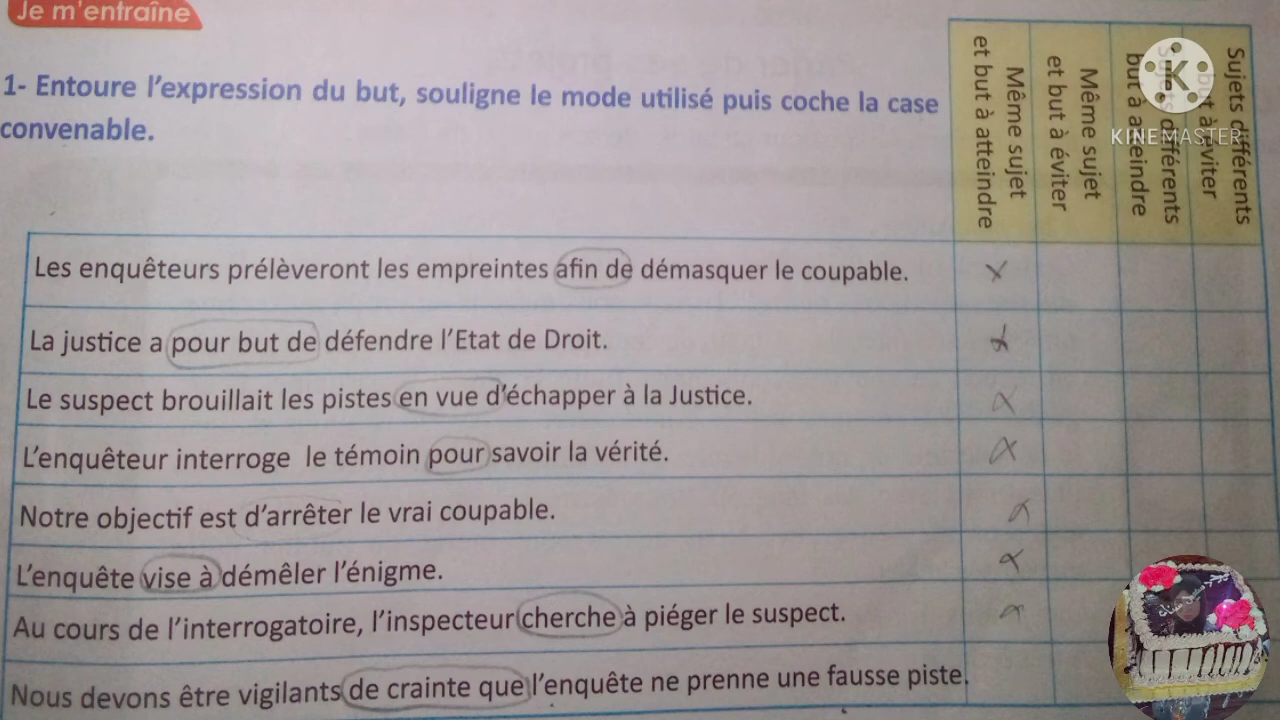 Je m'entraîne
1- Entoure l'expression du but, souligne le mode utilisé puis coche la case
convenable.
Même sujet
et but à atteindre
Même sujet
et but à éviter
Sujets différents
but à atteindre
Sujets différents
but à éviter
KINEMASTER
Les enquêteurs prélèveront les empreintes afin de démasquer le coupable.
La justice a pour but de défendre l'Etat de Droit.
Le suspect brouillait les pistes en vue d'échapper à la Justice.
L'enquêteur interroge le témoin pour savoir la vérité.
Notre objectif est d'arrêter le vrai coupable.
L'enquête vise à démêler l'énigme.
Au cours de l'interrogatoire, l'inspecteur cherche à piéger le suspect.
Nous devons être vigilants de crainte que l'enquête ne prenne une fausse piste.